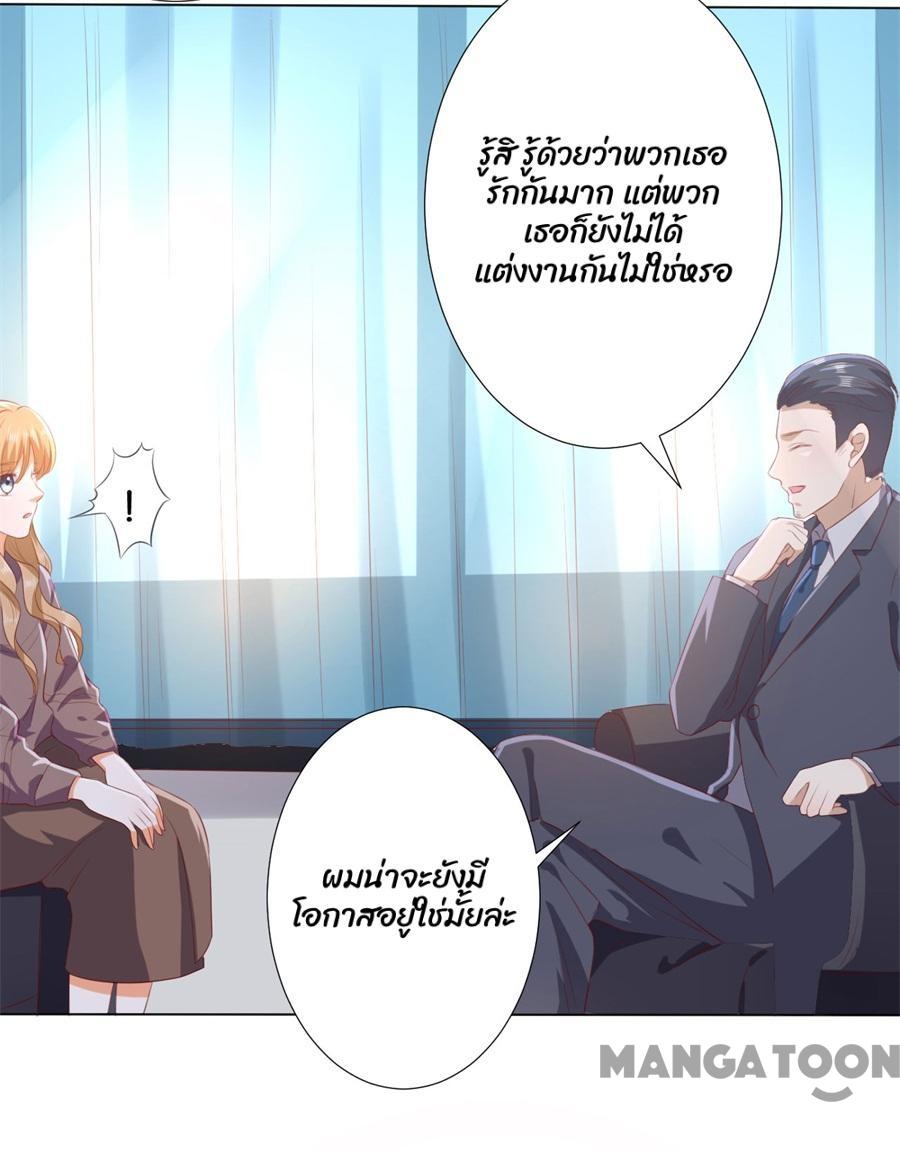 รู้สิ รู้ด้วยว่าพวกเธอ
รักกันมาก แต่พวก
เธอก็ยังไม่ได้
แต่งงานกันไม่ใช่หรอ
!
ผมน่าจะยังมี
โอกาสอยู่ใช่มั้ยล่ะ
MANGATOON